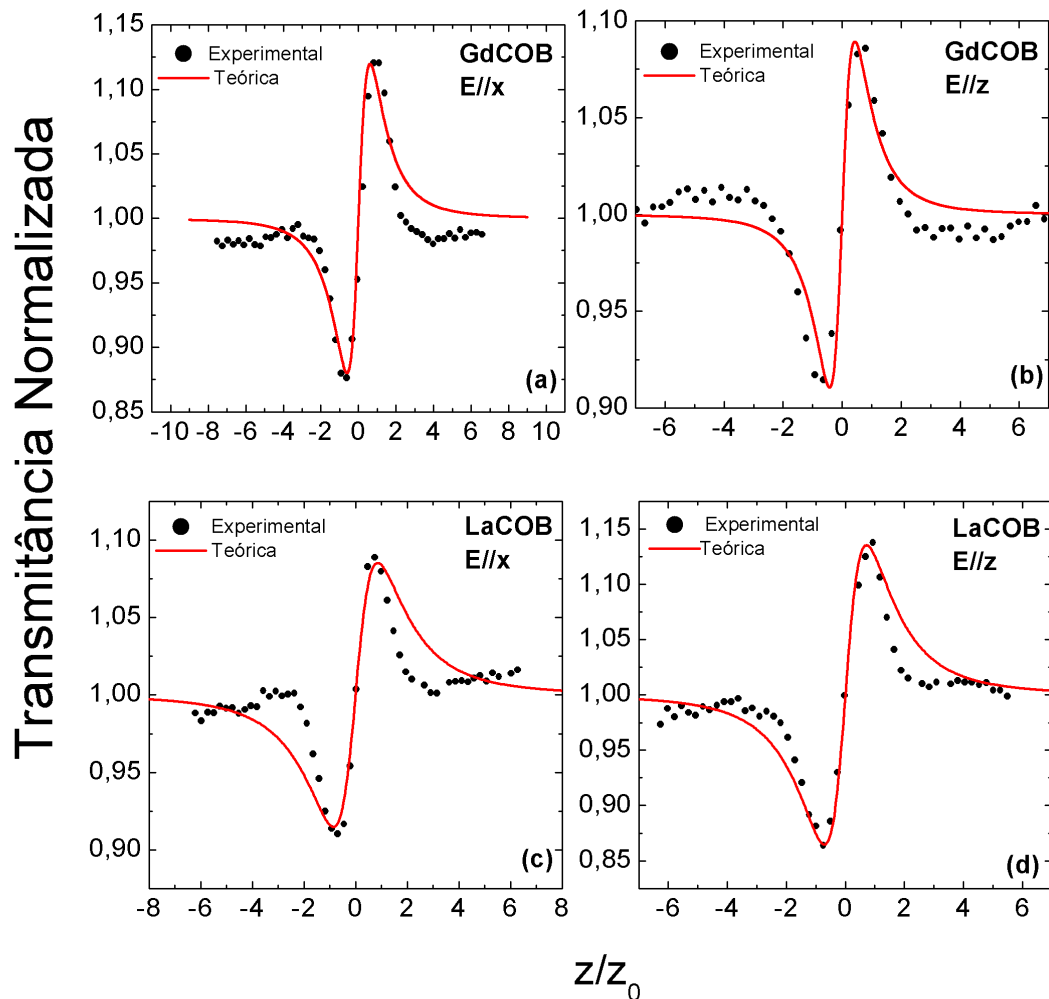 Transmitância Normalizada
1,15
1,10
1,05
1,00
0,95
0,90
0,85
Experimental
Teórica
GdCOB
E//x
(a)
-10 -8 -6 -4 -2 0 2 4 6 8 10
1,10
1,05
1,00
0,95
0,90
Experimental
Teórica
GdCOB
E//z
(b)
-6 -4 -2 0 2 4 6
1,10
1,05
1,00
0,95
0,90
Experimental
Teórica
LaCOB
E//x
(c)
-8 -6 -4 -2 0 2 4 6 8
1,15
1,10
1,05
1,00
0,95
0,90
0,85
Experimental
Teórica
LaCOB
E//z
(d)
-6 -4 -2 0 2 4 6
z/z0